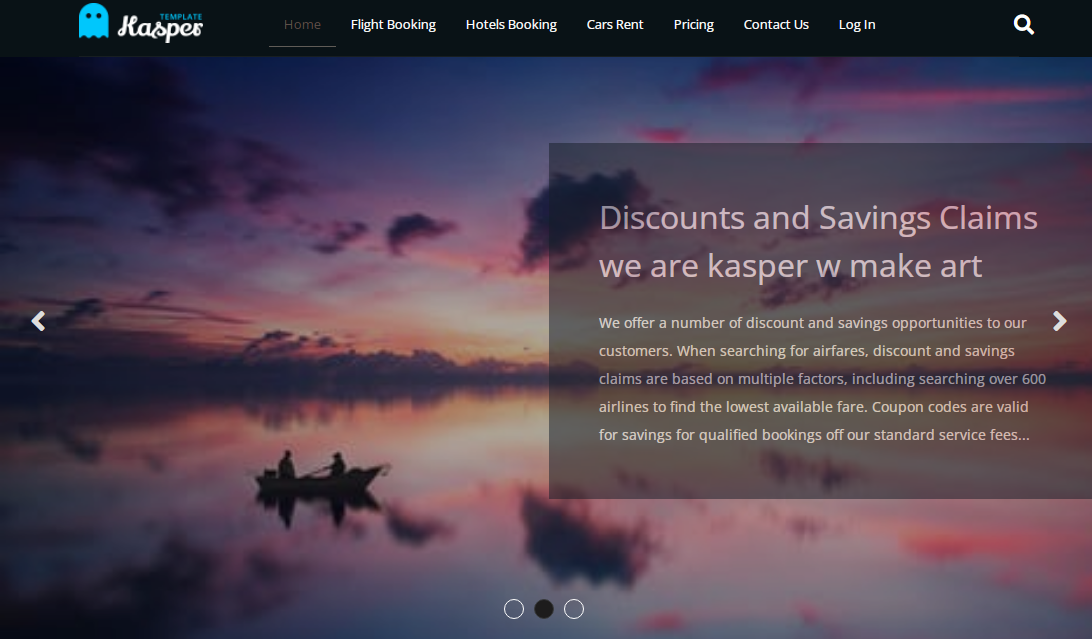 TEMPLATE
Kasper
Home Flight Booking Hotels Booking Cars Rent Pricing Contact Us Log In
Discounts and Savings Claims
we are kasper w make art
We offer a number of discount and savings opportunities to our
customers. When searching for airfares, discount and savings
claims are based on multiple factors, including searching over 600
airlines to find the lowest available fare. Coupon codes are valid
for savings for qualified bookings off our standard service fees...